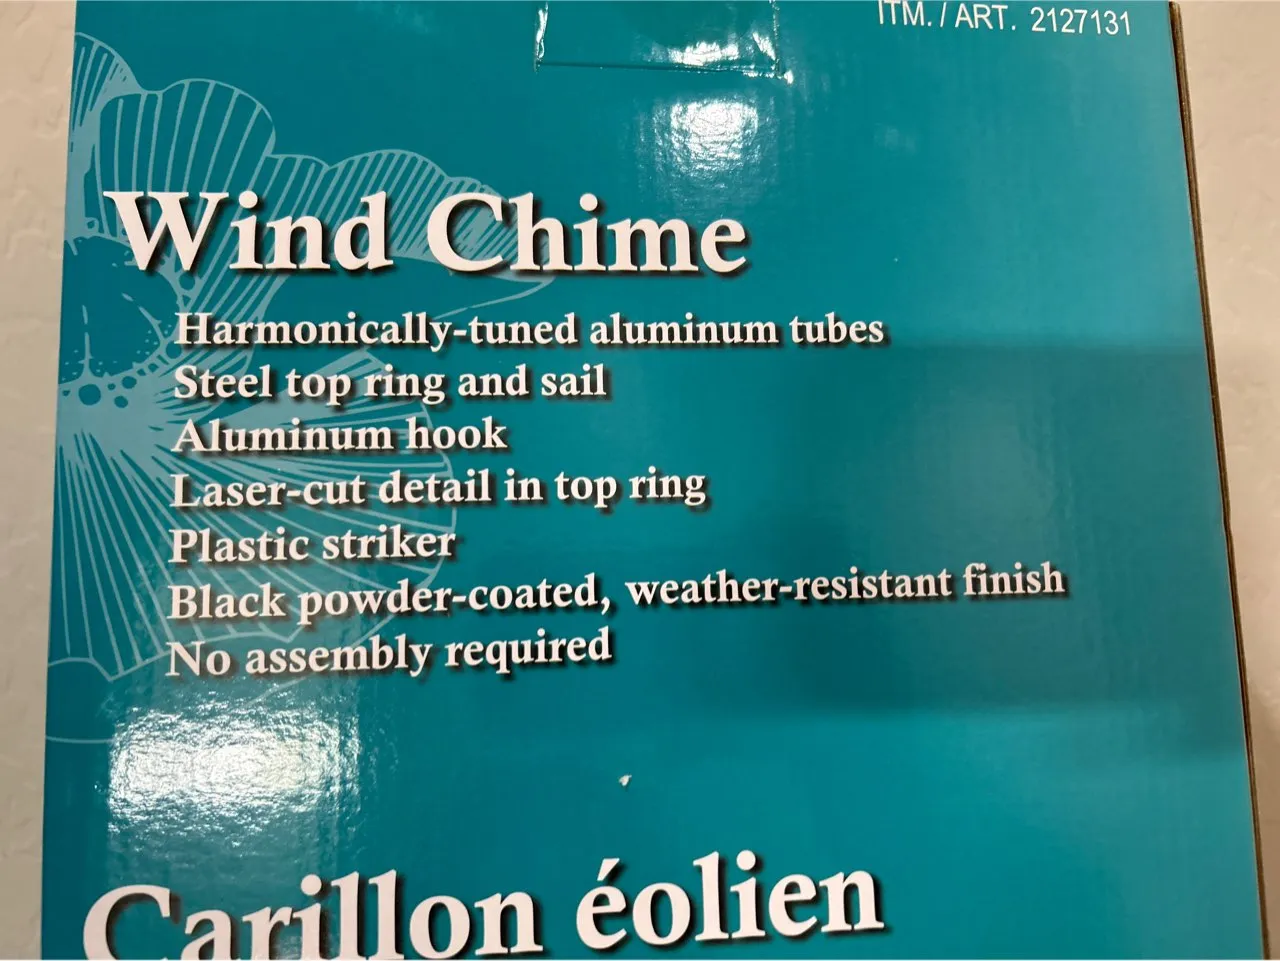 ITM. / ART. 2127131
Wind Chime
Harmonically-tuned aluminum tubes
Steel top ring and sail
Aluminum hook
Laser-cut detail in top ring
Plastic striker
Black powder-coated, weather-resistant finish
No assembly required
Carillon éolien